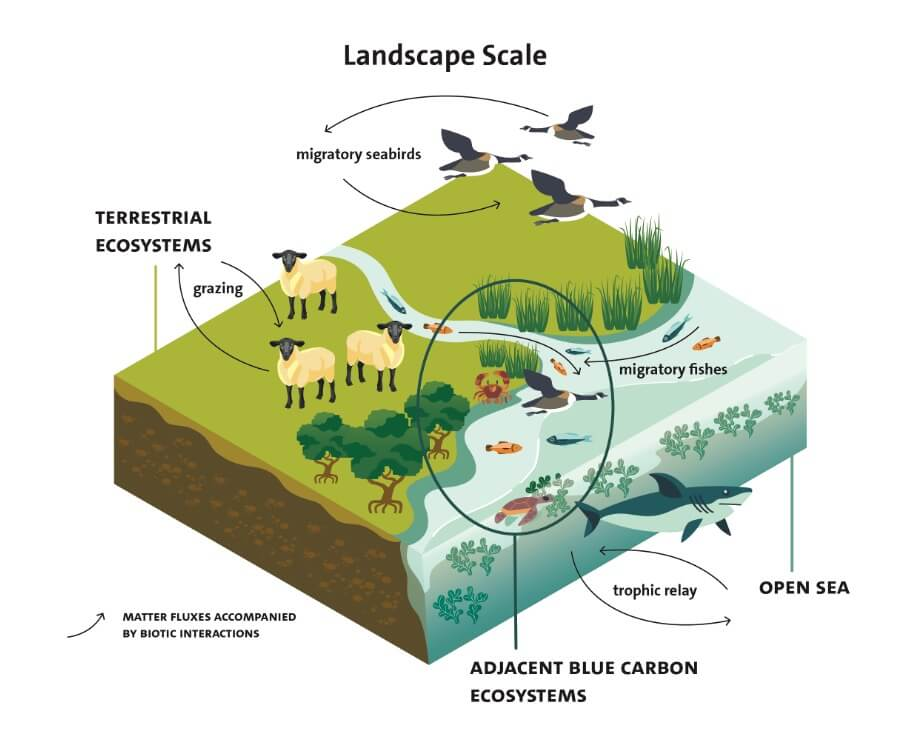 Landscape Scale
migratory seabirds
TERRESTRIAL
ECOSYSTEMS
grazing
migratory fishes
trophic relay
OPEN SEA
MATTER FLUXES ACCOMPANIED
BY BIOTIC INTERACTIONS
ADJACENT BLUE CARBON
ECOSYSTEMS